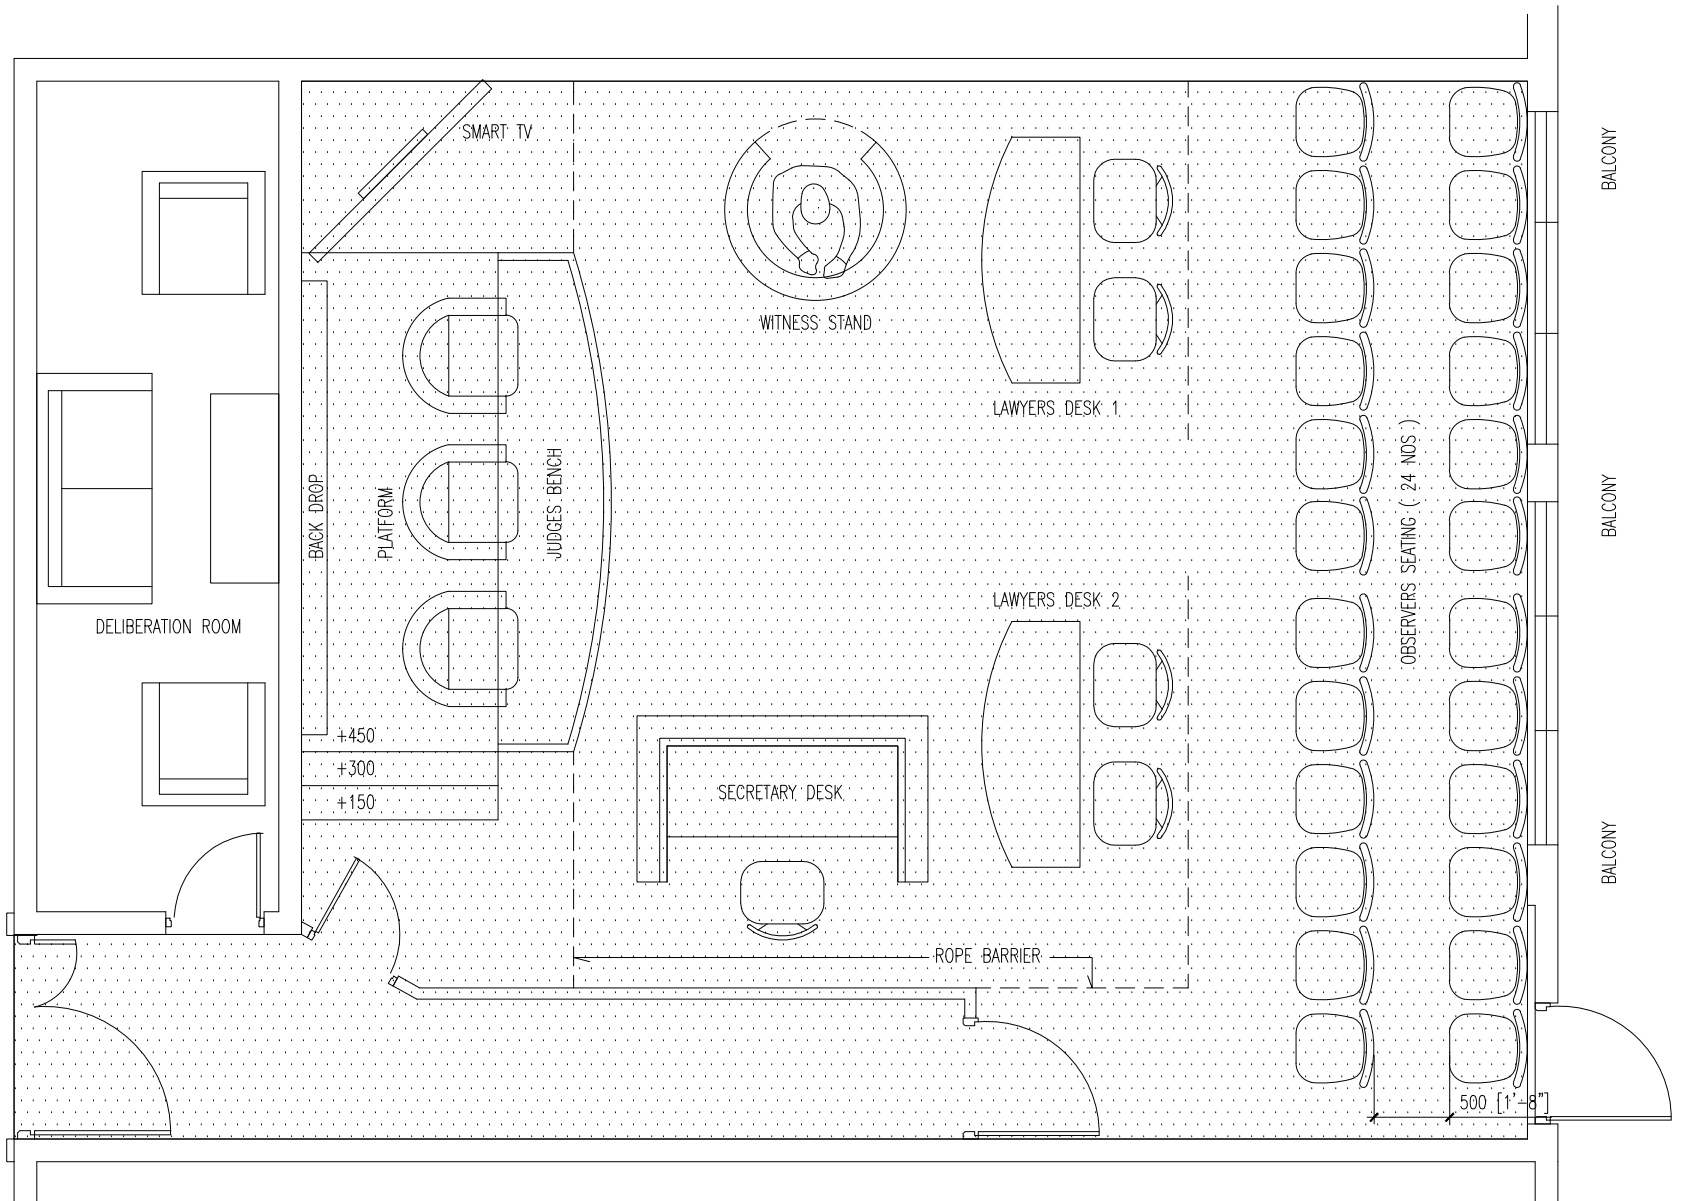 SMART TV
BALCONY
WITNESS STAND
LAWYERS DESK 1
BACK DROP
PLATFORM
JUDGES BENCH
OBSERVERS SEATING ( 24 NOS )
BALCONY
LAWYERS DESK 2
DELIBERATION ROOM
+450
+300
+150
SECRETARY DESK
BALCONY
ROPE BARRIER
500 [1'-8"]